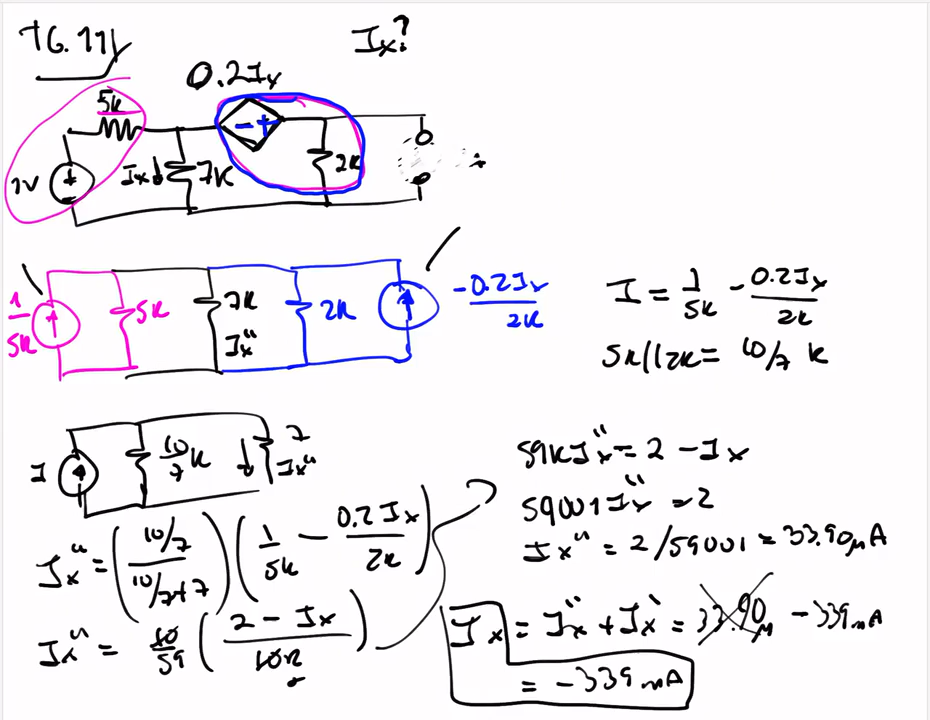 T6.11
Ix?
0.2Ix
5k
- +
1V
Ix
7k
2k
1/5k
5k
7k
Ix"
2k
-0.2Ix/2k
I = 1/5k - 0.2Ix/2k
5k//2k = 10/7 k
I
10/7 k
7
Ix"
Ix" = ((10/7)/(10/7+7)) (1/5k - 0.2Ix/2k)
Ix" = 10/59 (2 - Ix/10k)
59kIx" = 2 - Ix
59001Ix" = 2
Ix" = 2/59001 = 33.90μA
Ix = Ix" + Ix' = 33.90μ -339mA
= -339mA